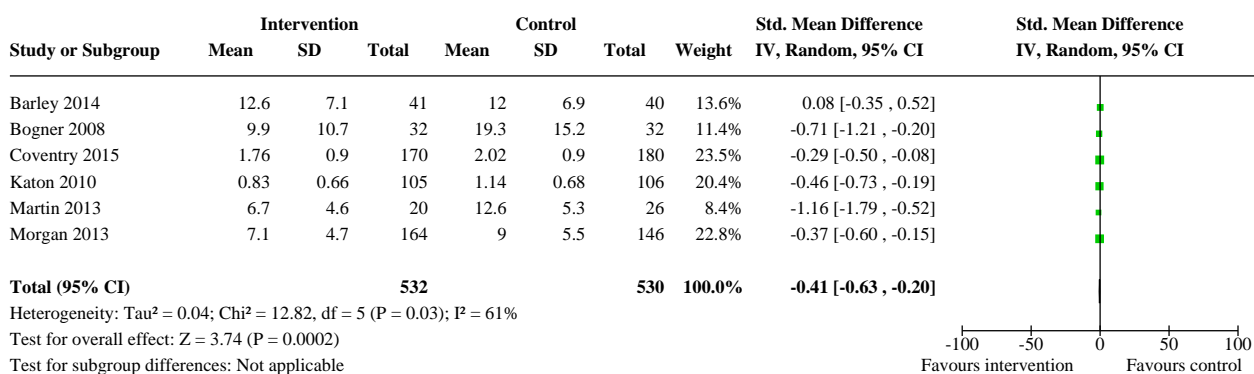 Intervention Control Std. Mean Difference Std. Mean Difference
Study or Subgroup Mean SD Total Mean SD Total Weight IV, Random, 95% CI IV, Random, 95% CI
Barley 2014 12.6 7.1 41 12 6.9 40 13.6% 0.08 [-0.35 , 0.52]
Bogner 2008 9.9 10.7 32 19.3 15.2 32 11.4% -0.71 [-1.21 , -0.20]
Coventry 2015 1.76 0.9 170 2.02 0.9 180 23.5% -0.29 [-0.50 , -0.08]
Katon 2010 0.83 0.66 105 1.14 0.68 106 20.4% -0.46 [-0.73 , -0.19]
Martin 2013 6.7 4.6 20 12.6 5.3 26 8.4% -1.16 [-1.79 , -0.52]
Morgan 2013 7.1 4.7 164 9 5.5 146 22.8% -0.37 [-0.60 , -0.15]
Total (95% CI) 532 530 100.0% -0.41 [-0.63 , -0.20]
Heterogeneity: Tau² = 0.04; Chi² = 12.82, df = 5 (P = 0.03); I² = 61%
Test for overall effect: Z = 3.74 (P = 0.0002)
Test for subgroup differences: Not applicable
-100 -50 0 50 100
Favours intervention Favours control